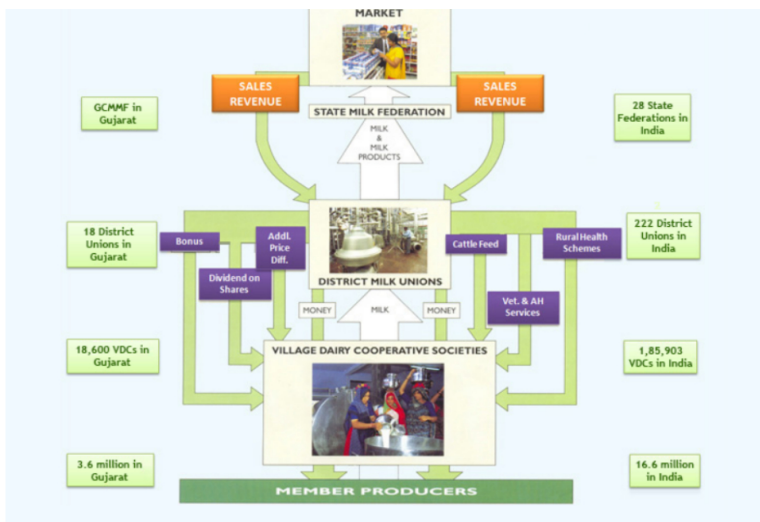 MARKET
SALES
REVENUE
SALES
REVENUE
GCMMF in
Gujarat
STATE MILK FEDERATION
28 State
Federations in
India
MILK
&
MILK
PRODUCTS
18 District
Unions in
Gujarat
Bonus
Addl.
Price
Diff.
Dividend on
Shares
DISTRICT MILK UNIONS
Cattle Feed
Rural Health
Schemes
Vet. & AH
Services
222 District
Unions in
India
MONEY
MILK
MONEY
18,600 VDCs in
Gujarat
VILLAGE DAIRY COOPERATIVE SOCIETIES
1,85,903
VDCs in India
3.6 million in
Gujarat
16.6 million
in India
MEMBER PRODUCERS